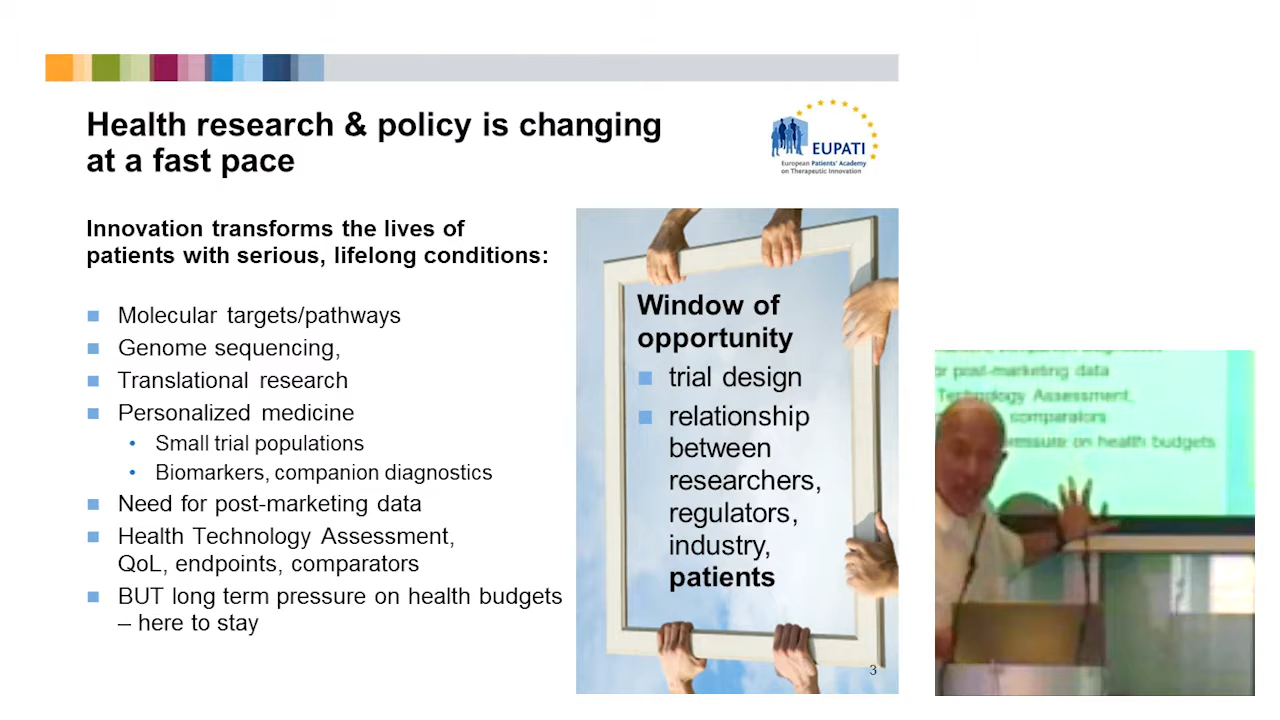 Health research & policy is changing
at a fast pace
EUPATI
European Patients' Academy
on Therapeutic Innovation
Innovation transforms the lives of
patients with serious, lifelong conditions:
Molecular targets/pathways
Genome sequencing,
Translational research
Personalized medicine
Small trial populations
Biomarkers, companion diagnostics
Need for post-marketing data
Health Technology Assessment,
QoL, endpoints, comparators
BUT long term pressure on health budgets
– here to stay
Window of
opportunity
trial design
relationship
between
researchers,
regulators,
industry,
patients
3
post-marketing data
Technology Assessment,
comparators
pressure on health budgets